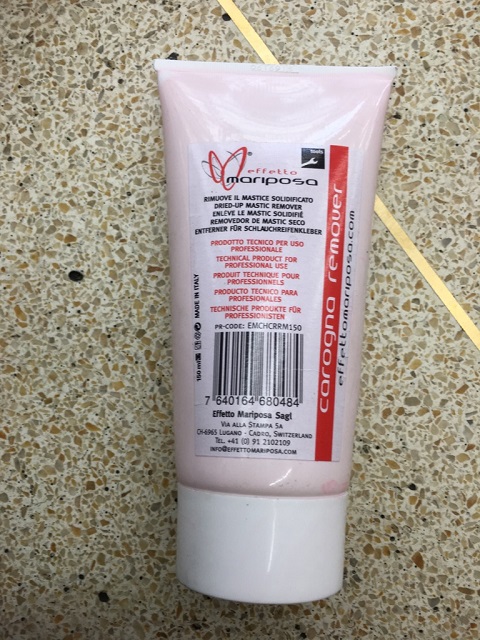 effetto
mariposa®
tools
RIMUOVE IL MASTICE SOLIDIFICATO
DRIED-UP MASTIC REMOVER
ENLEVE LE MASTIC SOLIDIFIÈ
REMOVEDOR DE MASTIC SECO
ENTFERNER FÜR SCHLAUCHREIFENKLEBER
PRODOTTO TECNICO PER USO
PROFESSIONALE
TECHNICAL PRODUCT FOR
PROFESSIONAL USE
PRODUIT TECHNIQUE POUR
PROFESSIONNELS
PRODUCTO TECNICO PARA
PROFESIONALES
TECHNISCHE PRODUKTE FÜR
PROFESSIONISTEN
PR-CODE: EMCHCRRM150
7 640164 680484
Effetto Mariposa Sagl
VIA ALLA STAMPA 5A
CH-6965 LUGANO - CADRO, SWITZERLAND
TEL. +41 (0) 91 2102109
INFO@EFFETTOMARIPOSA.COM
150 ml
MADE IN ITALY
carogna remover
effettomariposa.com